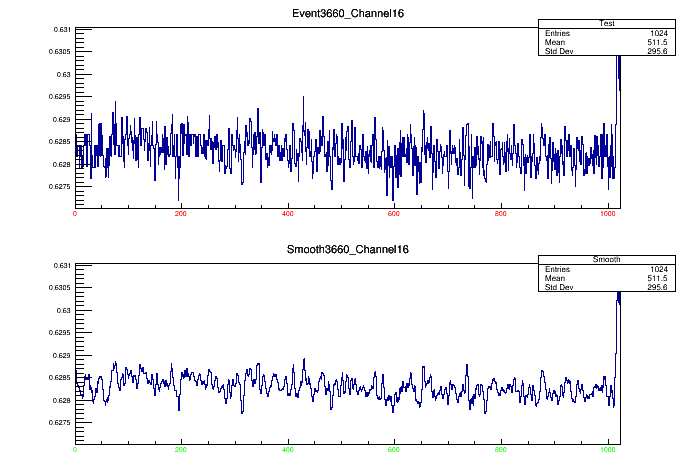 Event3660_Channel16
Test
Entries 1024
Mean 511.5
Std Dev 295.6
0.631
0.6305
0.63
0.6295
0.629
0.6285
0.628
0.6275
0 200 400 600 800 1000
Smooth3660_Channel16
Smooth
Entries 1024
Mean 511.5
Std Dev 295.6
0.631
0.6305
0.63
0.6295
0.629
0.6285
0.628
0.6275
0 200 400 600 800 1000